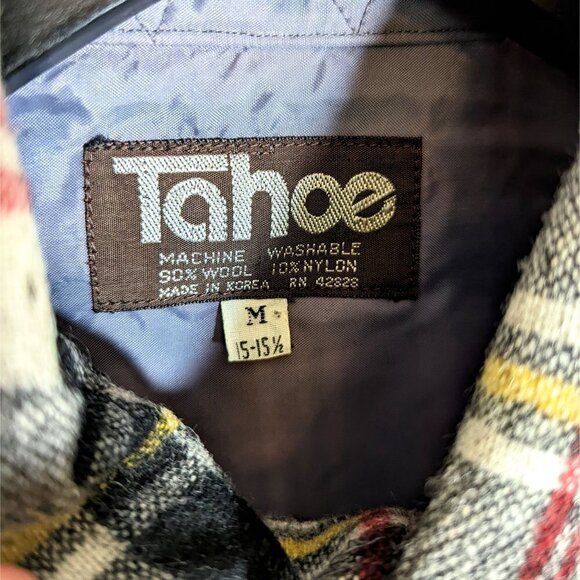 Tahoe
MACHINE WASHABLE
90% WOOL 10% NYLON
MADE IN KOREA RN 42828
M
15-15½